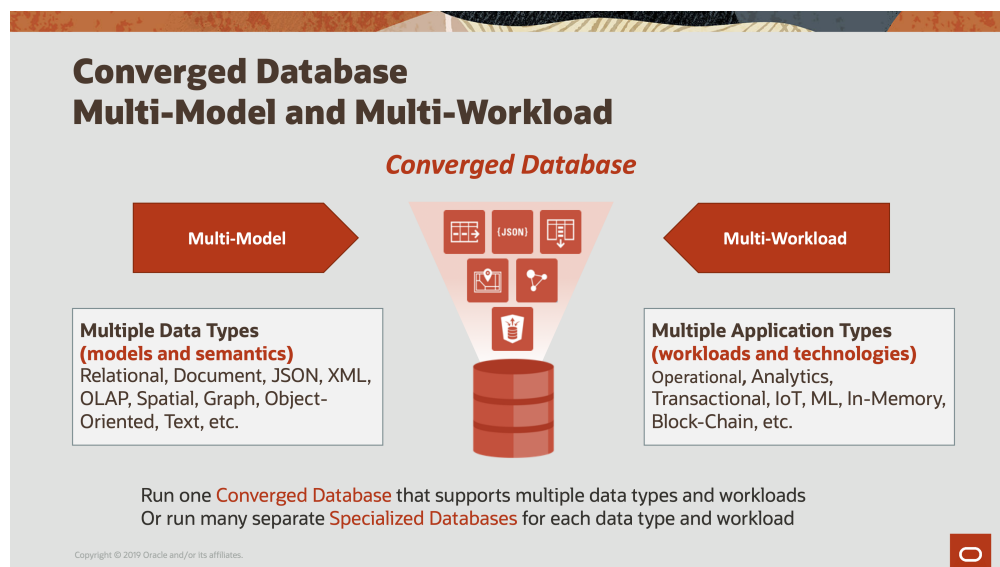 Converged Database
Multi-Model and Multi-Workload
Converged Database
Multi-Model
{JSON}
Multi-Workload
Multiple Data Types
(models and semantics)
Relational, Document, JSON, XML,
OLAP, Spatial, Graph, Object-
Oriented, Text, etc.
Multiple Application Types
(workloads and technologies)
Operational, Analytics,
Transactional, IoT, ML, In-Memory,
Block-Chain, etc.
Run one Converged Database that supports multiple data types and workloads
Or run many separate Specialized Databases for each data type and workload
Copyright © 2019 Oracle and/or its affiliates.